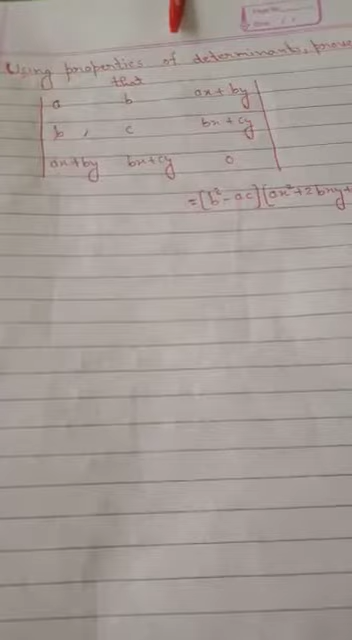 Using properties of determinants, prove
that
a b ax + by
b , c bx + cy
ax+by bx+cy 0
= [b² - ac] [ax² + 2bxy +